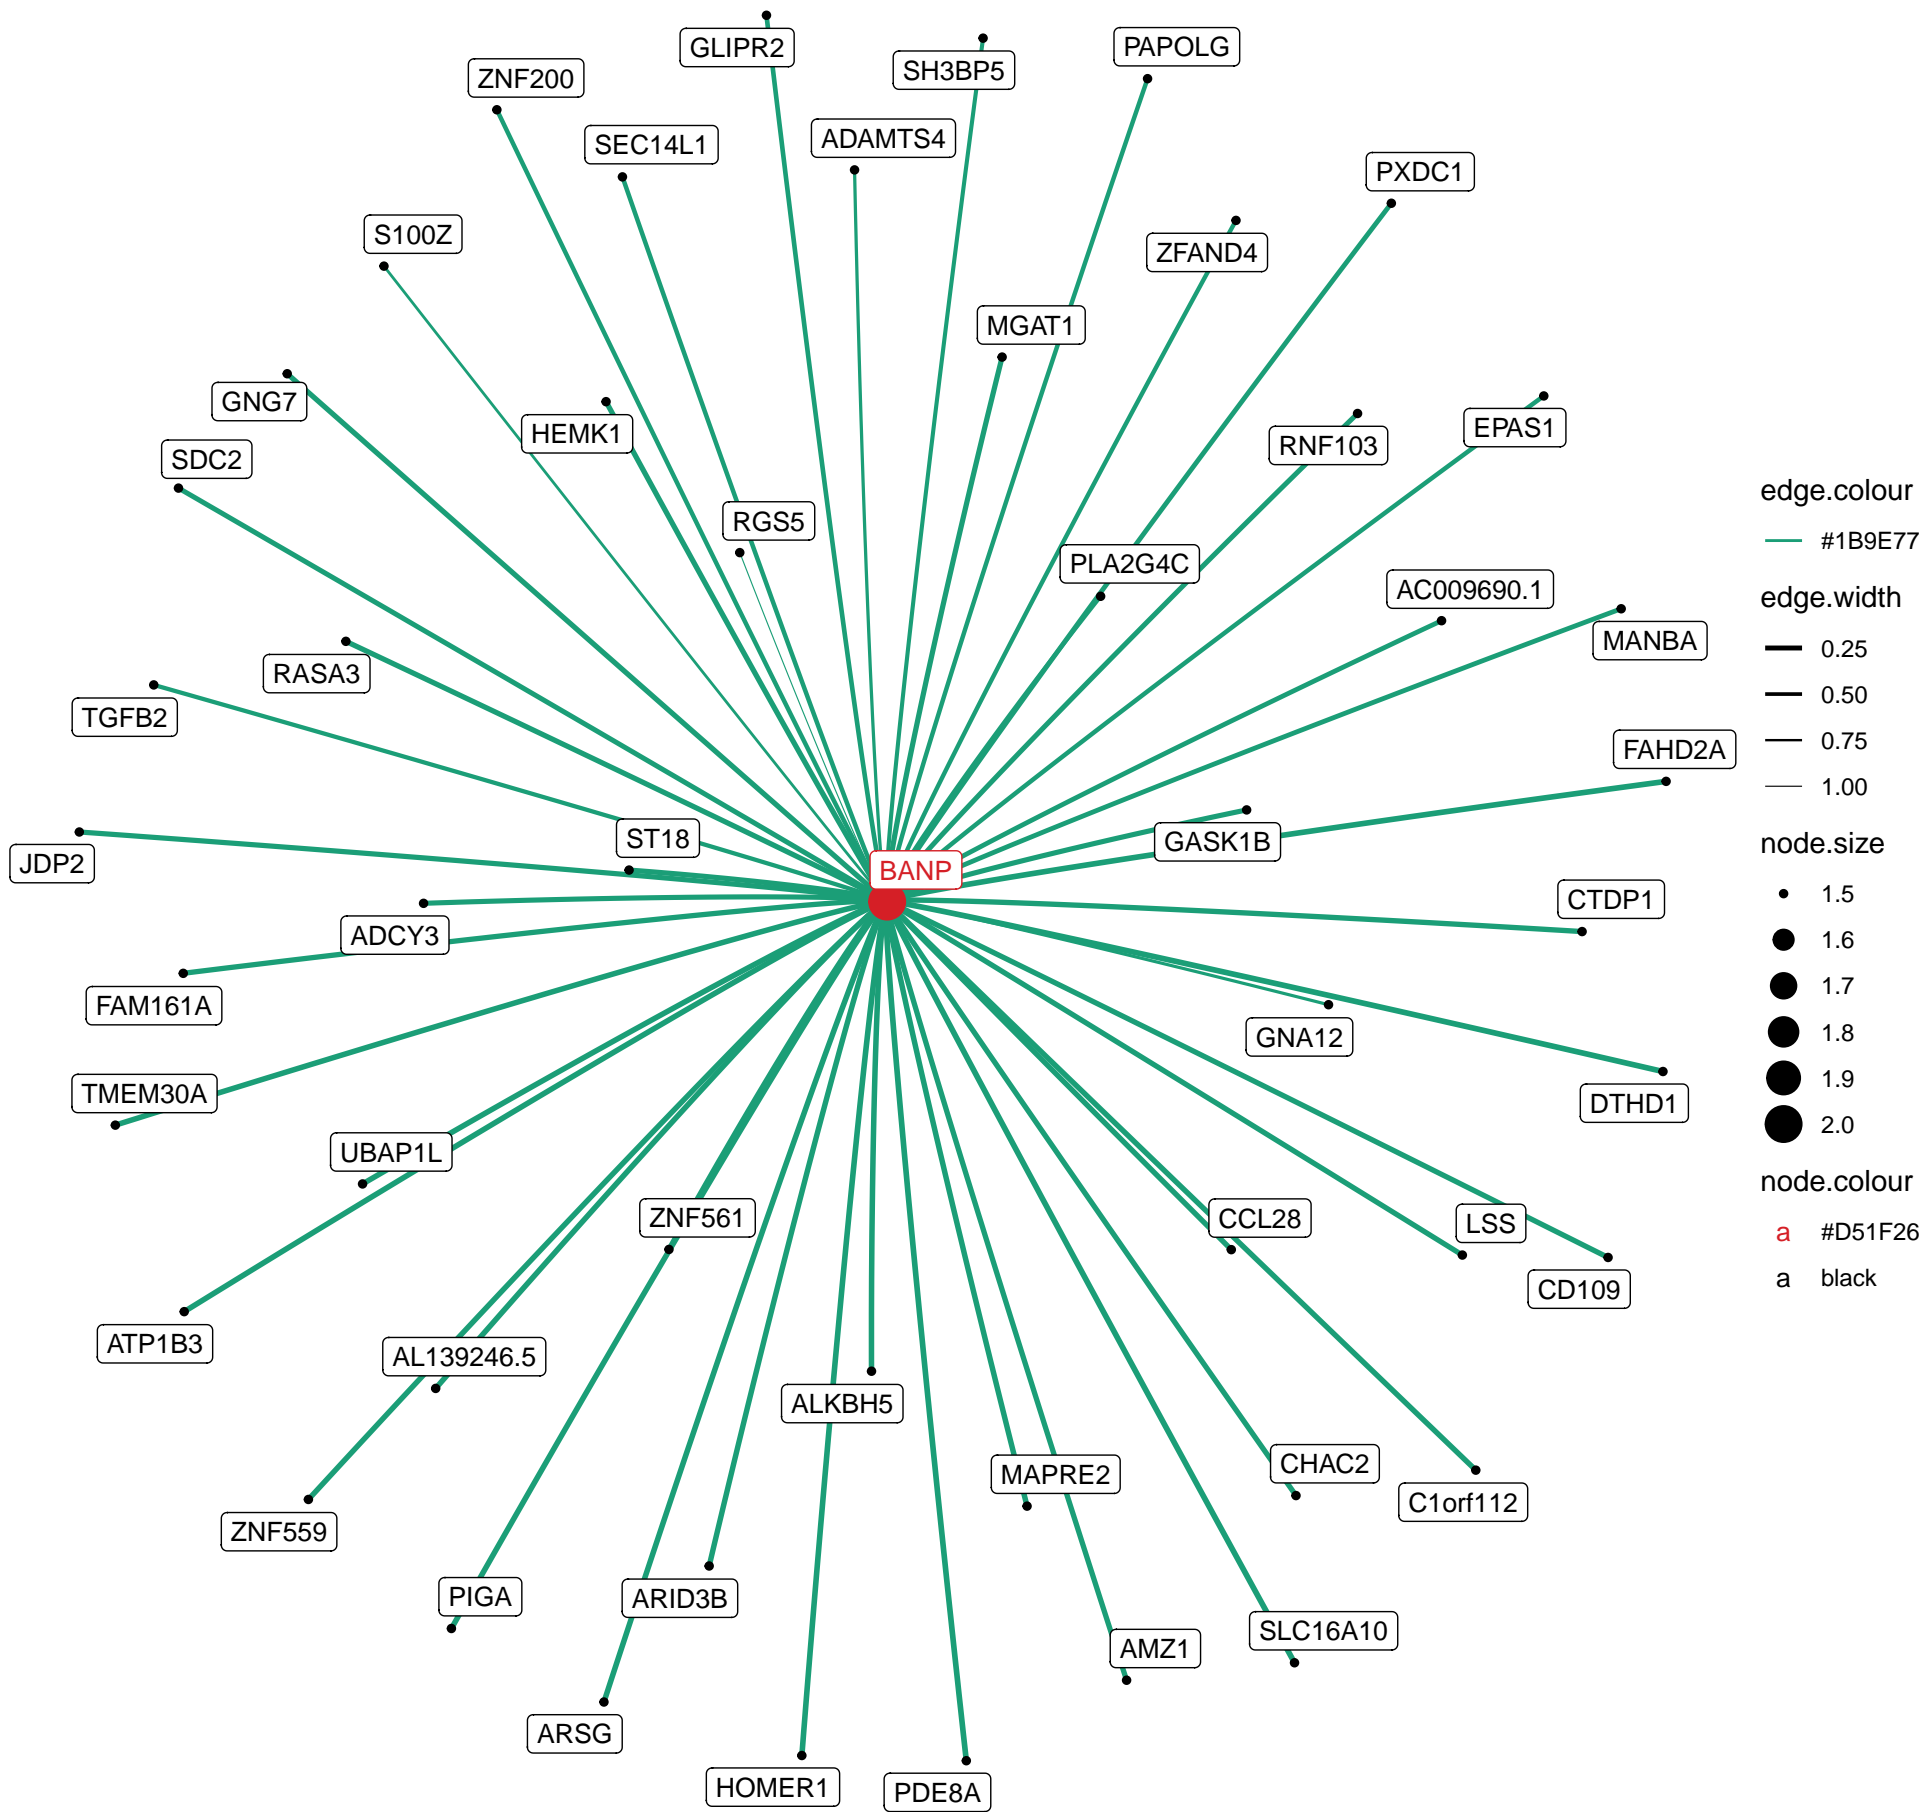 GLIPR2
SH3BP5
PAPOLG
ZNF200
SEC14L1
ADAMTS4
PXDC1
S100Z
ZFAND4
MGAT1
GNG7
HEMK1
EPAS1
RNF103
SDC2
RGS5
PLA2G4C
AC009690.1
MANBA
RASA3
TGFB2
FAHD2A
ST18
GASK1B
JDP2
BANP
CTDP1
ADCY3
FAM161A
GNA12
TMEM30A
DTHD1
UBAP1L
ZNF561
CCL28
LSS
CD109
ATP1B3
AL139246.5
ALKBH5
MAPRE2
CHAC2
C1orf112
ZNF559
PIGA
ARID3B
SLC16A10
AMZ1
ARSG
HOMER1
PDE8A
edge.colour
#1B9E77
edge.width
0.25
0.50
0.75
1.00
node.size
1.5
1.6
1.7
1.8
1.9
2.0
node.colour
a #D51F26
a black